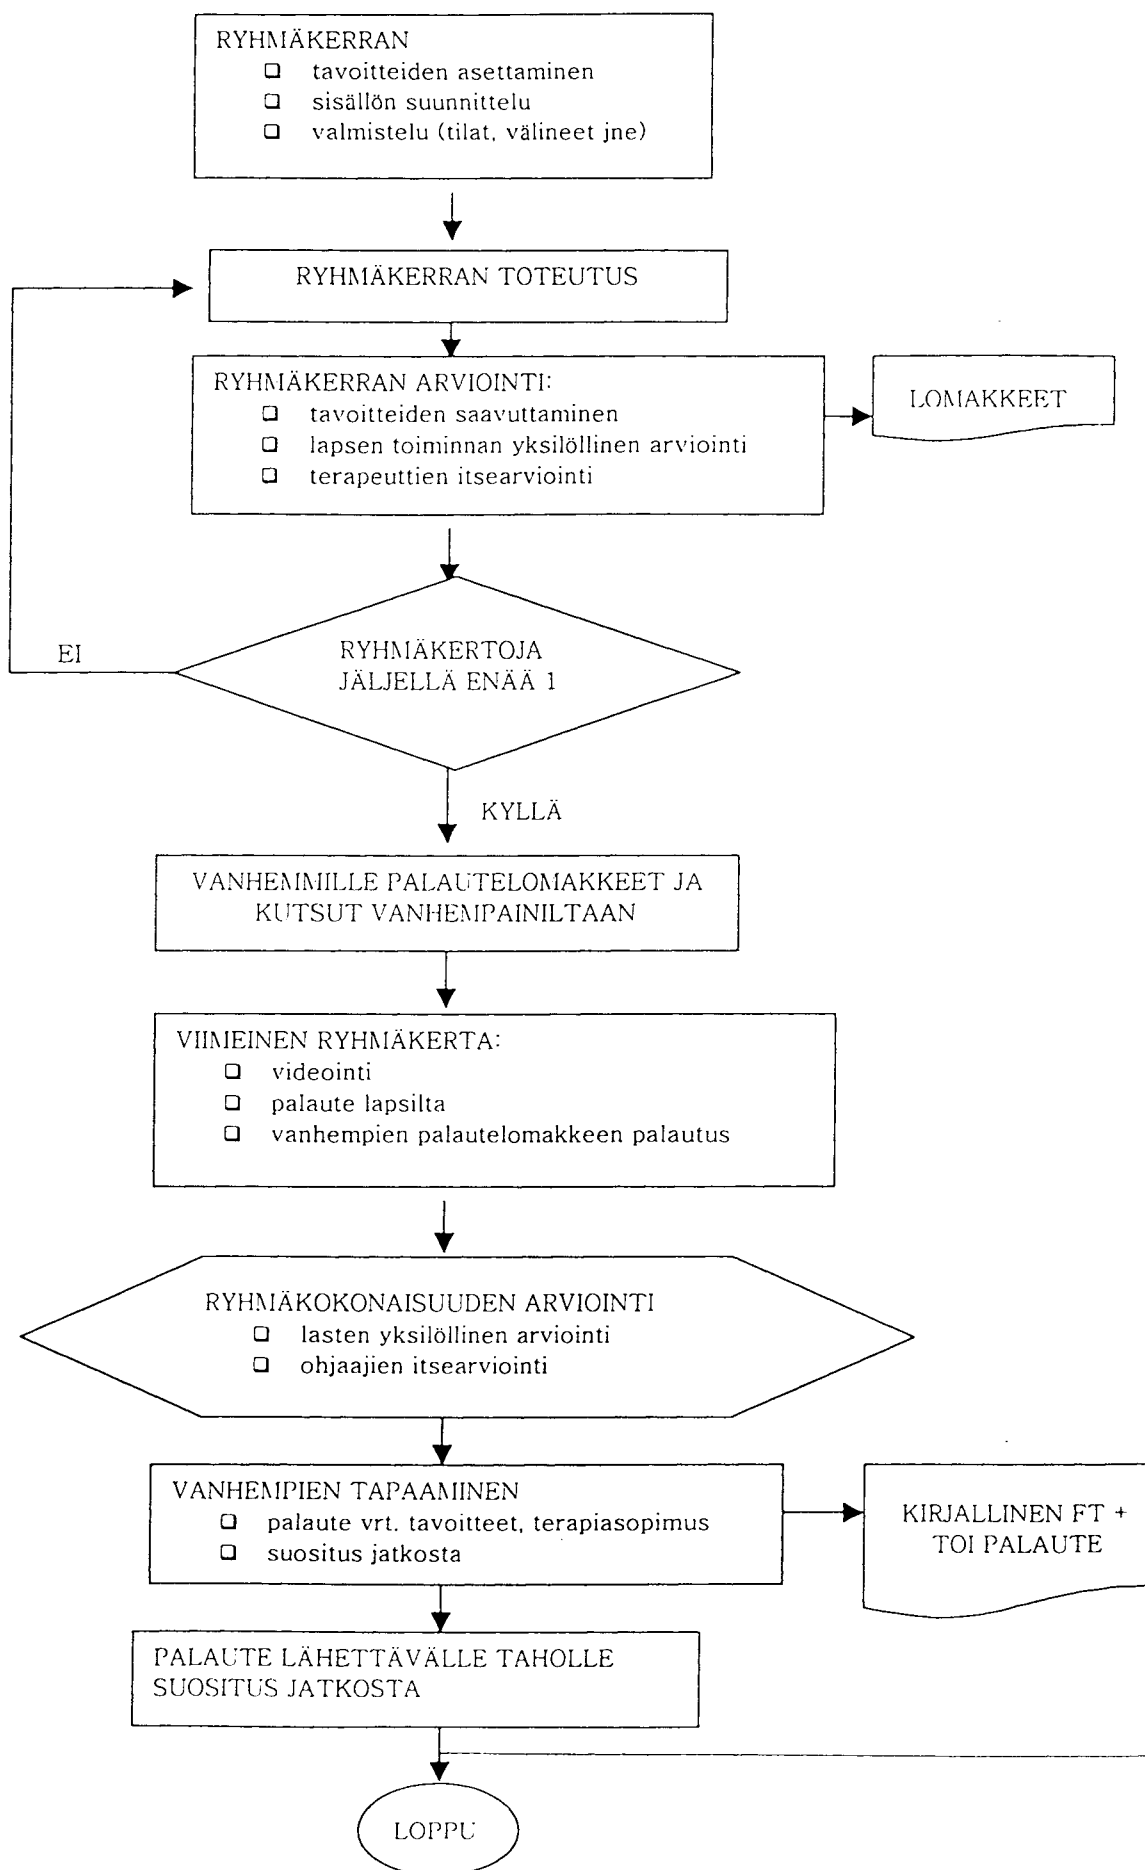 RYHMÄKERRAN
❑ tavoitteiden asettaminen
❑ sisällön suunnittelu
❑ valmistelu (tilat, välineet jne)
RYHMÄKERRAN TOTEUTUS
RYHMÄKERRAN ARVIOINTI:
❑ tavoitteiden saavuttaminen
❑ lapsen toiminnan yksilöllinen arviointi
❑ terapeuttien itsearviointi
LOMAKKEET
EI
RYHMÄKERTOJA
JÄLJELLÄ ENÄÄ 1
KYLLÄ
VANHEMMILLE PALAUTELOMAKKEET JA
KUTSUT VANHEMPAINILTAAN
VIIMEINEN RYHMÄKERTA:
❑ videointi
❑ palaute lapsilta
❑ vanhempien palautelomakkeen palautus
RYHMÄKOKONAISUUDEN ARVIOINTI
❑ lasten yksilöllinen arviointi
❑ ohjaajien itsearviointi
VANHEMPIEN TAPAAMINEN
❑ palaute vrt. tavoitteet, terapiasopimus
❑ suositus jatkosta
KIRJALLINEN FT +
TOI PALAUTE
PALAUTE LÄHETTÄVÄLLE TAHOLLE
SUOSITUS JATKOSTA
LOPPU